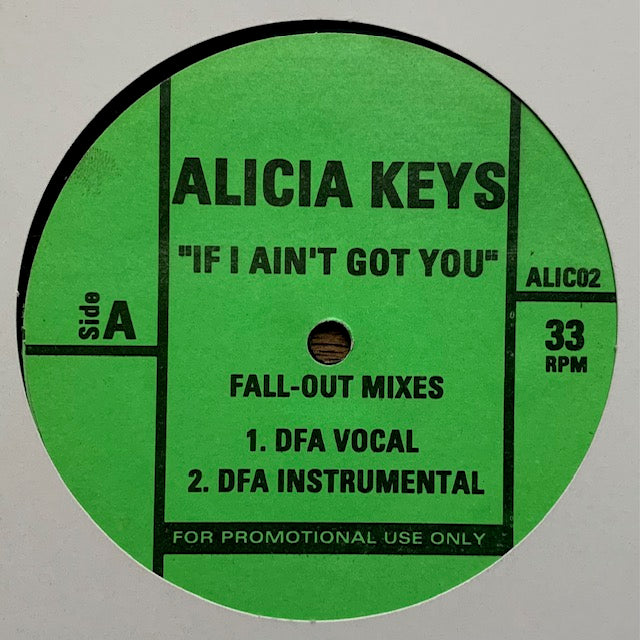 ALICIA KEYS
"IF I AIN'T GOT YOU"
ALIC02
Side A
33
RPM
FALL-OUT MIXES
1. DFA VOCAL
2. DFA INSTRUMENTAL
FOR PROMOTIONAL USE ONLY